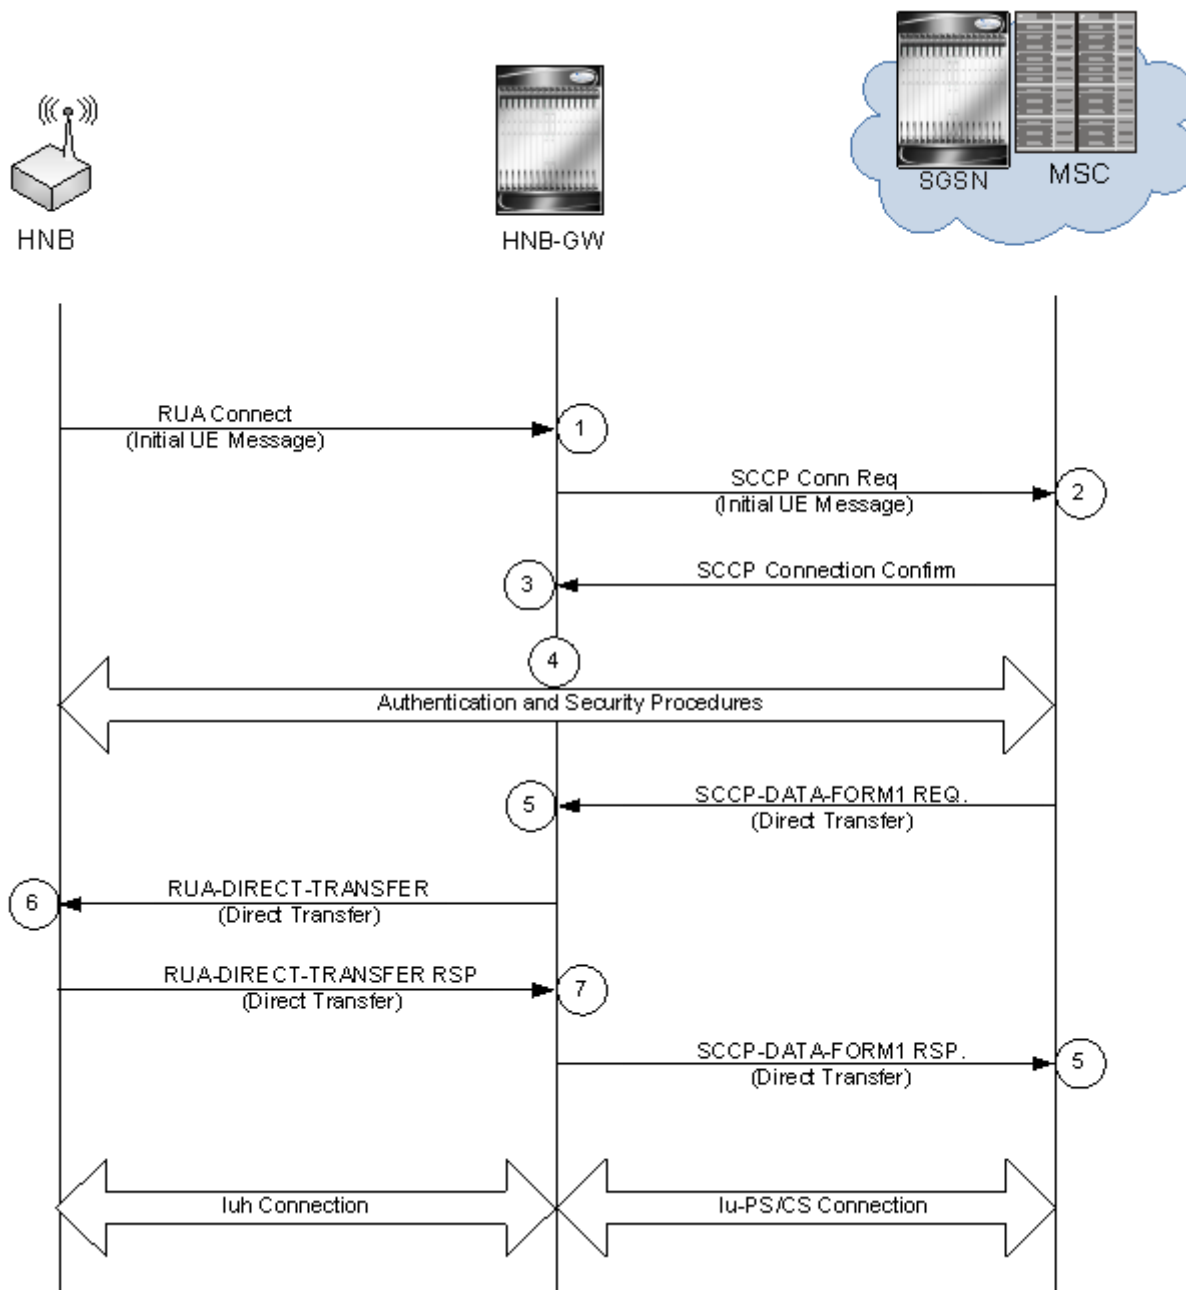 SGSN
MSC
HNB
HNB-GW
RUA Connect
(Initial UE Message)
1
SCCP Conn Req
(Initial UE Message)
2
SCCP Connection Confirm
3
4
Authentication and Security Procedures
SCCP-DATA-FORM1 REQ.
(Direct Transfer)
5
RUA-DIRECT-TRANSFER
(Direct Transfer)
6
RUA-DIRECT-TRANSFER RSP
(Direct Transfer)
7
SCCP-DATA-FORM1 RSP.
(Direct Transfer)
5
Iuh Connection
Iu-PS/CS Connection